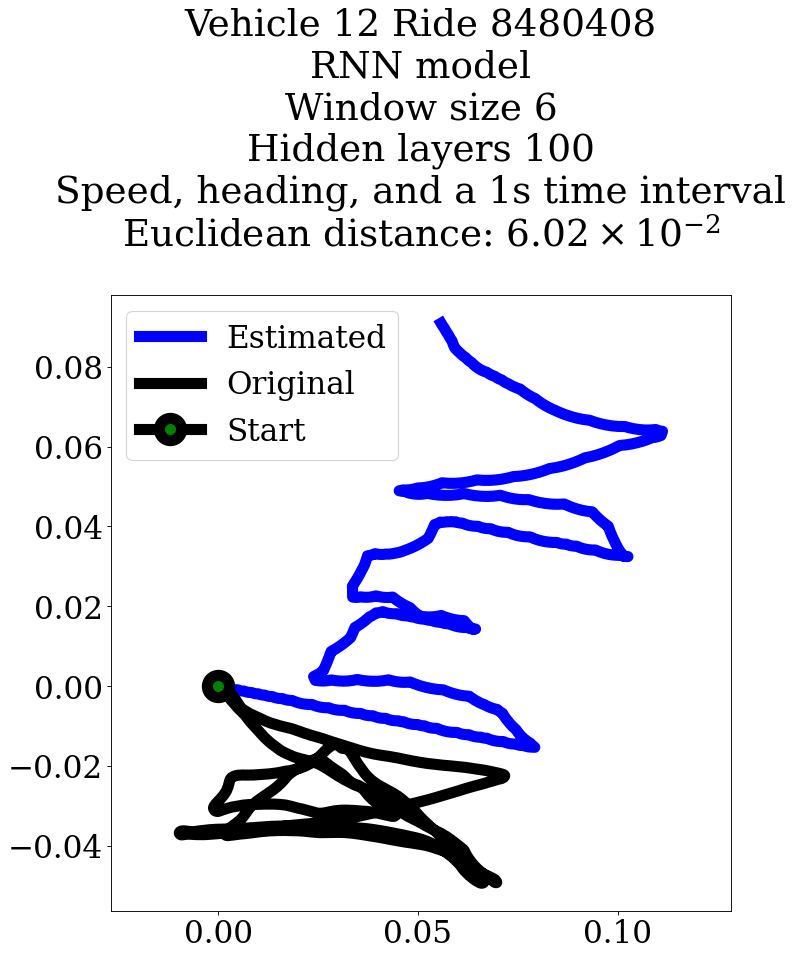 Vehicle 12 Ride 8480408
RNN model
Window size 6
Hidden layers 100
Speed, heading, and a 1s time interval
Euclidean distance: 6.02 × 10⁻²
Estimated
Original
Start
0.08
0.06
0.04
0.02
0.00
−0.02
−0.04
0.00 0.05 0.10